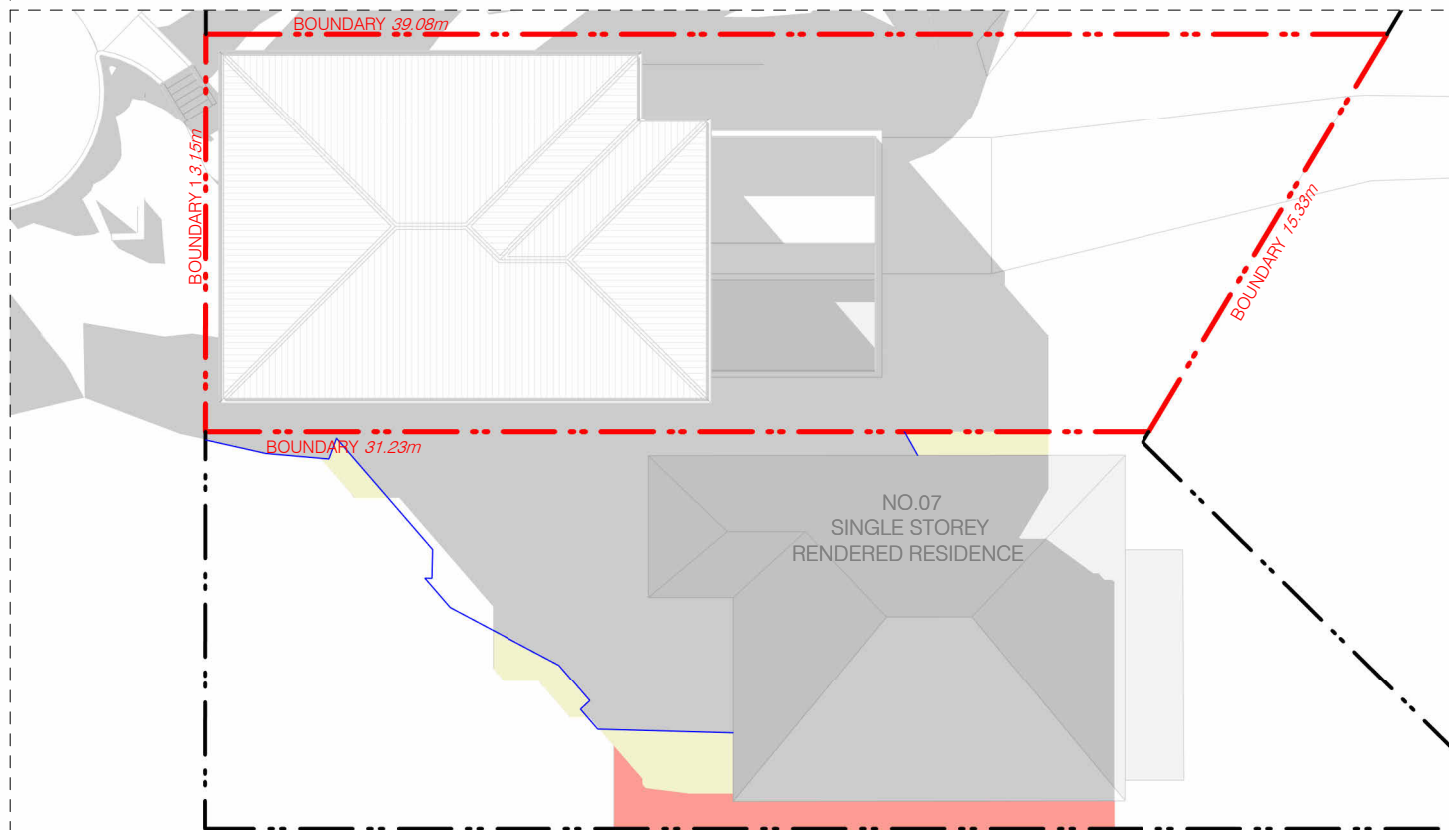 BOUNDARY 39.08m
BOUNDARY 13.15m
BOUNDARY 15.33m
BOUNDARY 31.23m
NO.07
SINGLE STOREY
RENDERED RESIDENCE